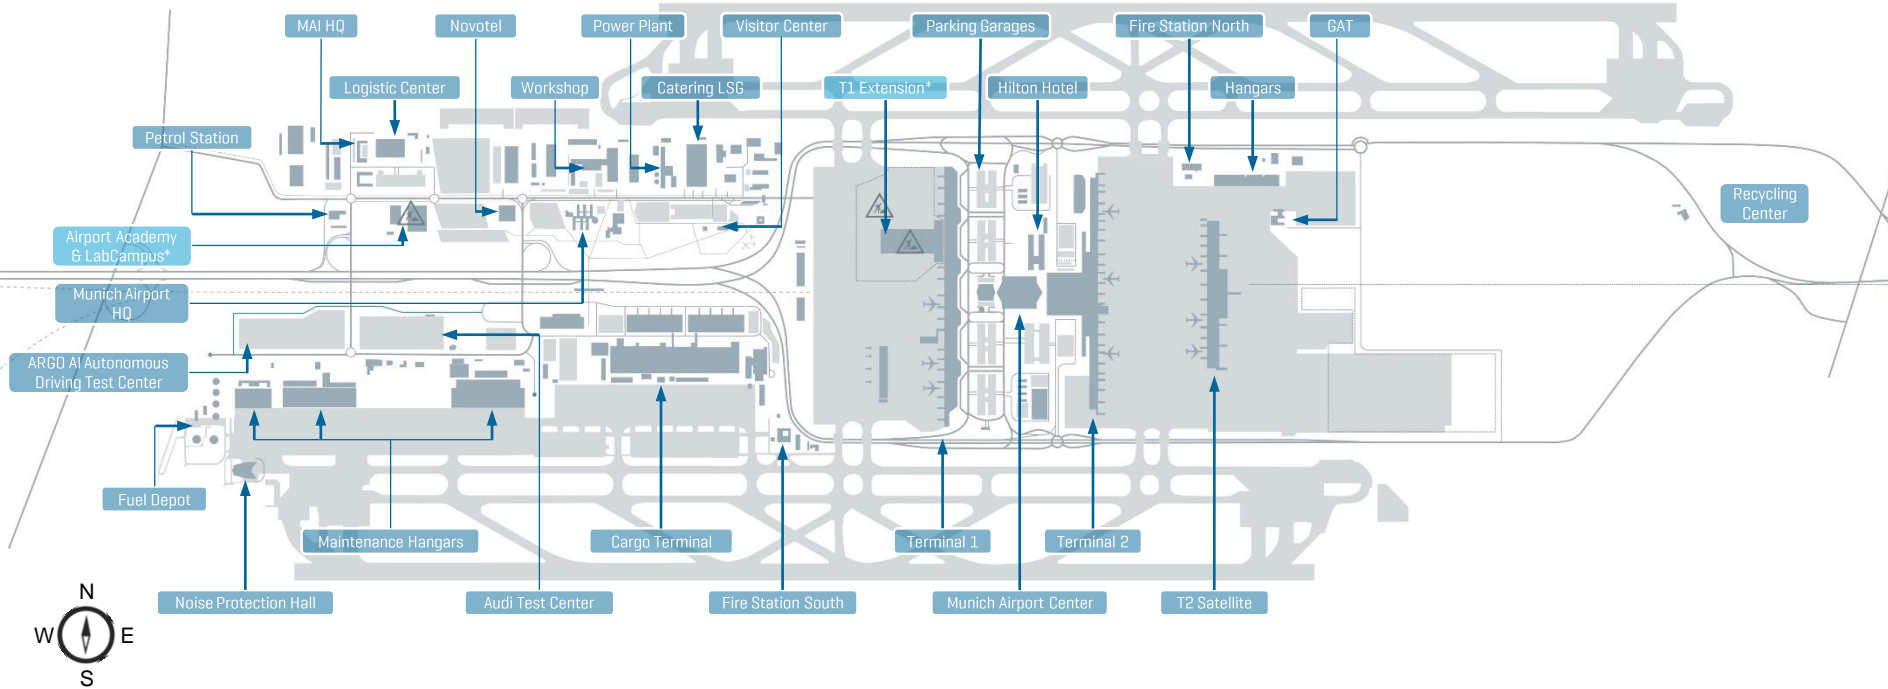 MAI HQ
Novotel
Power Plant
Visitor Center
Parking Garages
Fire Station North
GAT
Logistic Center
Workshop
Catering LSG
T1 Extension*
Hilton Hotel
Hangars
Petrol Station
Recycling
Center
Airport Academy
& LabCampus*
Munich Airport
HQ
ARGO AI Autonomous
Driving Test Center
Fuel Depot
Maintenance Hangars
Cargo Terminal
Terminal 1
Terminal 2
Noise Protection Hall
Audi Test Center
Fire Station South
Munich Airport Center
T2 Satellite
N
W E
S